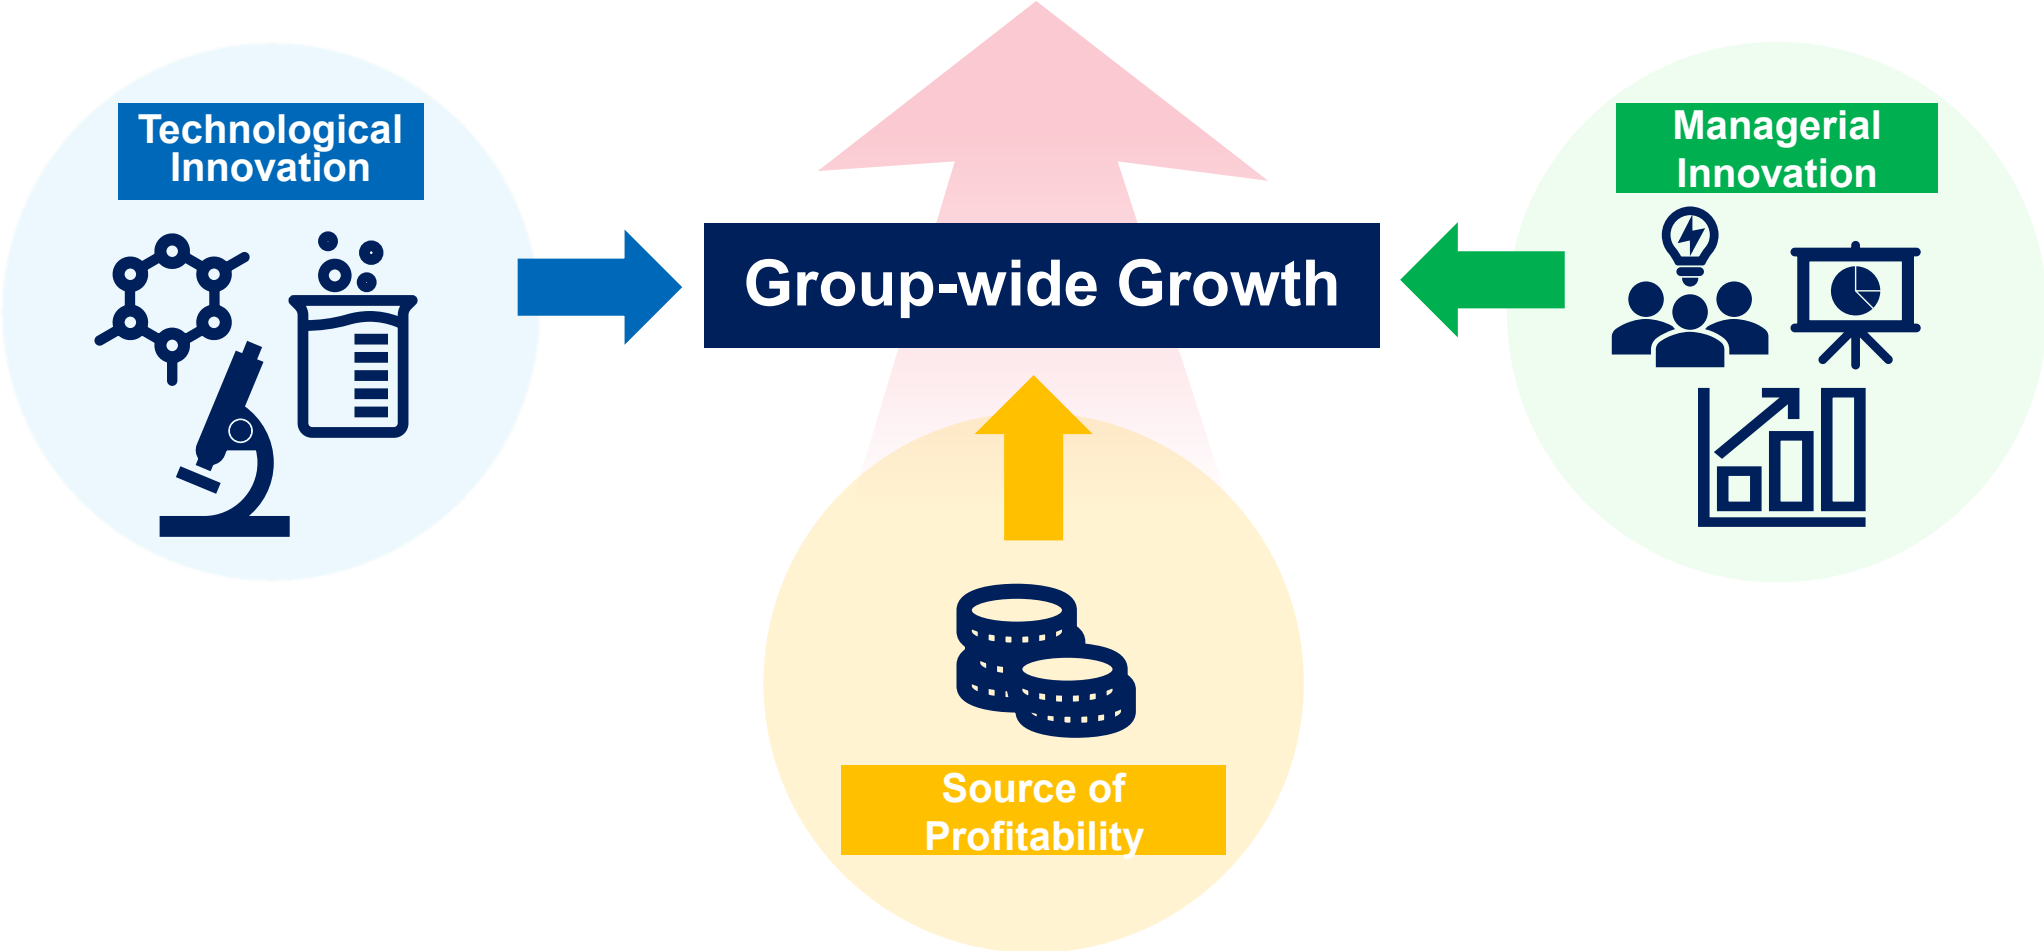 Technological
Innovation
Managerial
Innovation
Group-wide Growth
Source of
Profitability